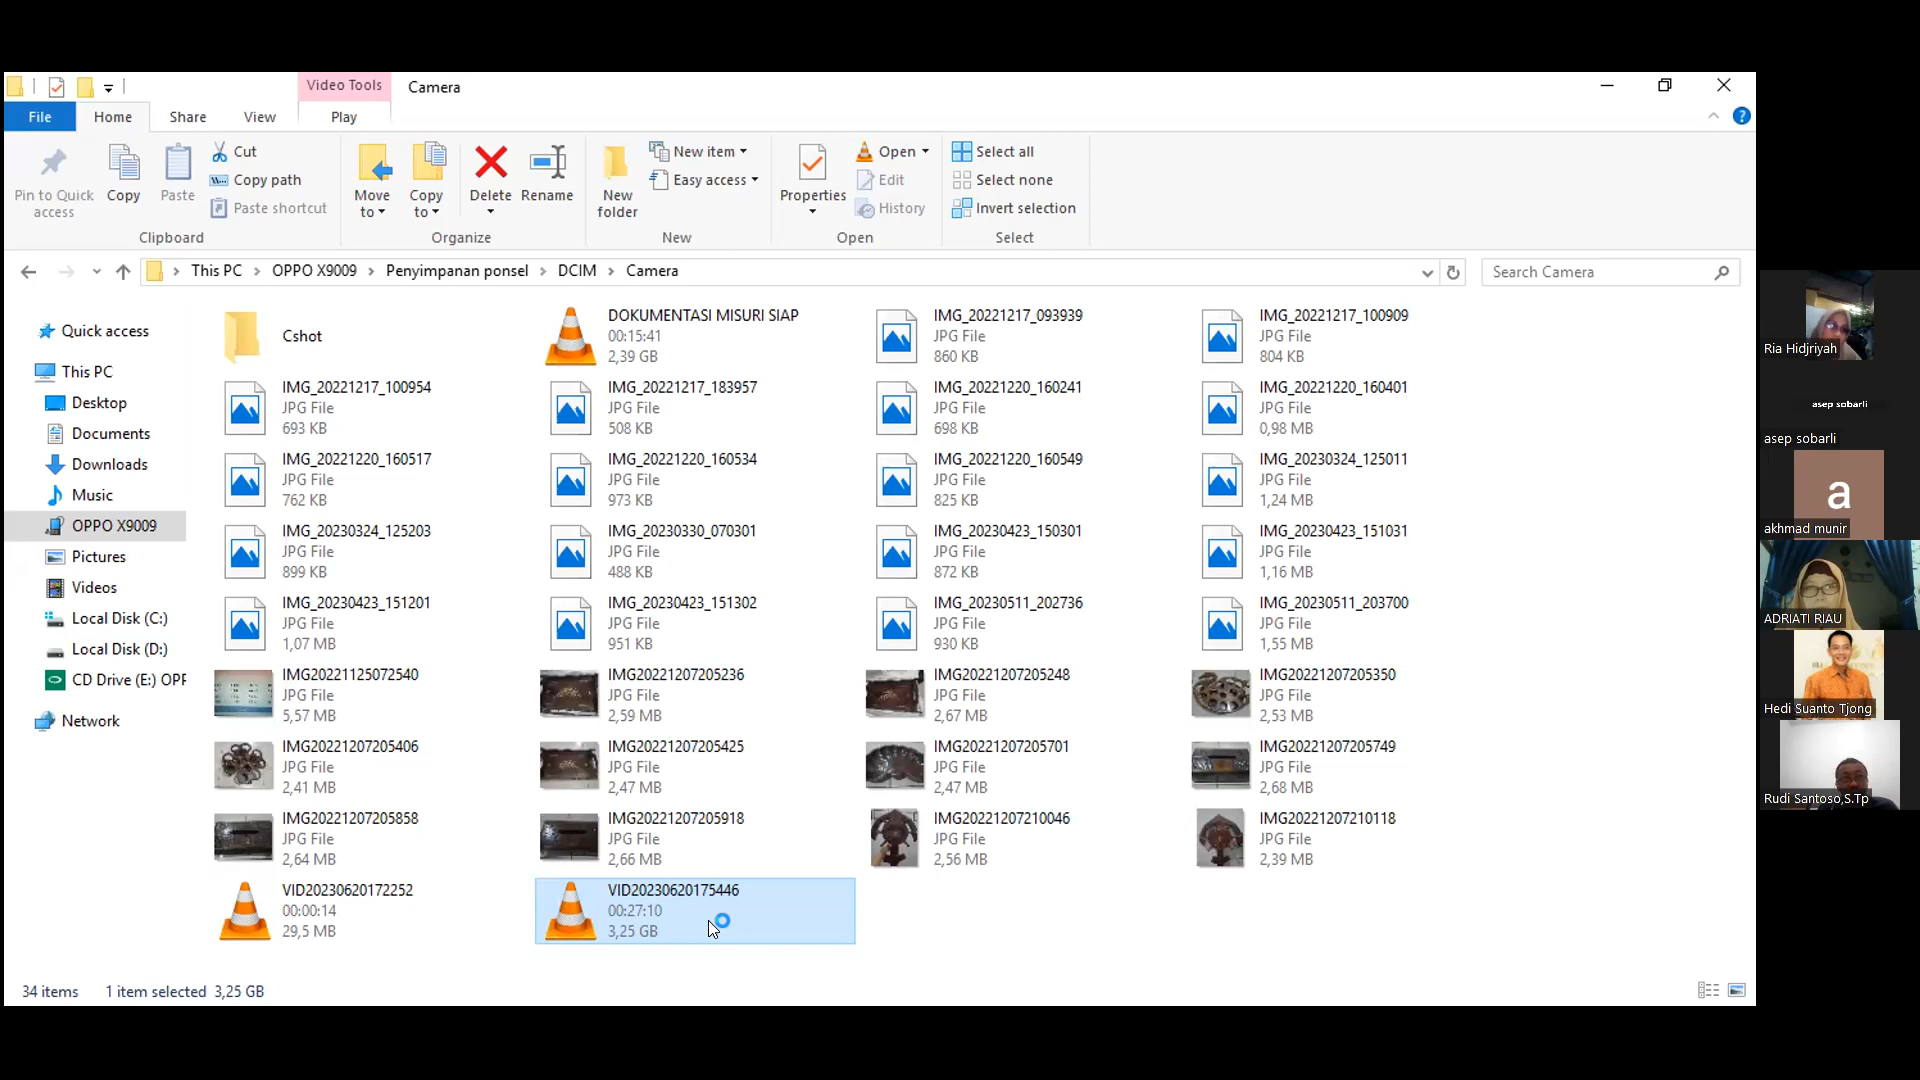 Video Tools
Camera
File
Home
Share
View
Play
Pin to Quick
access
Copy
Paste
Cut
Copy path
Paste shortcut
Clipboard
Move
to
Copy
to
Delete
Rename
Organize
New
folder
New item
Easy access
New
Properties
Open
Edit
History
Open
Select all
Select none
Invert selection
Select
This PC
OPPO X9009
Penyimpanan ponsel
DCIM
Camera
Search Camera
Quick access
This PC
Desktop
Documents
Downloads
Music
OPPO X9009
Pictures
Videos
Local Disk (C:)
Local Disk (D:)
CD Drive (E:) OPP
Network
Cshot
DOKUMENTASI MISURI SIAP
00:15:41
2,39 GB
IMG_20221217_093939
JPG File
860 KB
IMG_20221217_100909
JPG File
804 KB
IMG_20221217_100954
JPG File
693 KB
IMG_20221217_183957
JPG File
508 KB
IMG_20221220_160241
JPG File
698 KB
IMG_20221220_160401
JPG File
0,98 MB
IMG_20221220_160517
JPG File
762 KB
IMG_20221220_160534
JPG File
973 KB
IMG_20221220_160549
JPG File
825 KB
IMG_20230324_125011
JPG File
1,24 MB
IMG_20230324_125203
JPG File
899 KB
IMG_20230330_070301
JPG File
488 KB
IMG_20230423_150301
JPG File
872 KB
IMG_20230423_151031
JPG File
1,16 MB
IMG_20230423_151201
JPG File
1,07 MB
IMG_20230423_151302
JPG File
951 KB
IMG_20230511_202736
JPG File
930 KB
IMG_20230511_203700
JPG File
1,55 MB
IMG20221125072540
JPG File
5,57 MB
IMG20221207205236
JPG File
2,59 MB
IMG20221207205248
JPG File
2,67 MB
IMG20221207205350
JPG File
2,53 MB
IMG20221207205406
JPG File
2,41 MB
IMG20221207205425
JPG File
2,47 MB
IMG20221207205701
JPG File
2,47 MB
IMG20221207205749
JPG File
2,68 MB
IMG20221207205858
JPG File
2,64 MB
IMG20221207205918
JPG File
2,66 MB
IMG20221207210046
JPG File
2,56 MB
IMG20221207210118
JPG File
2,39 MB
VID20230620172252
00:00:14
29,5 MB
VID20230620175446
00:27:10
3,25 GB
34 items
1 item selected 3,25 GB
Ria Hidjriyah
asep sobarli
asep sobarli
a
akhmad munir
ADRIATI RIAU
Hedi Suanto Tjong
Rudi Santoso,S.Tp